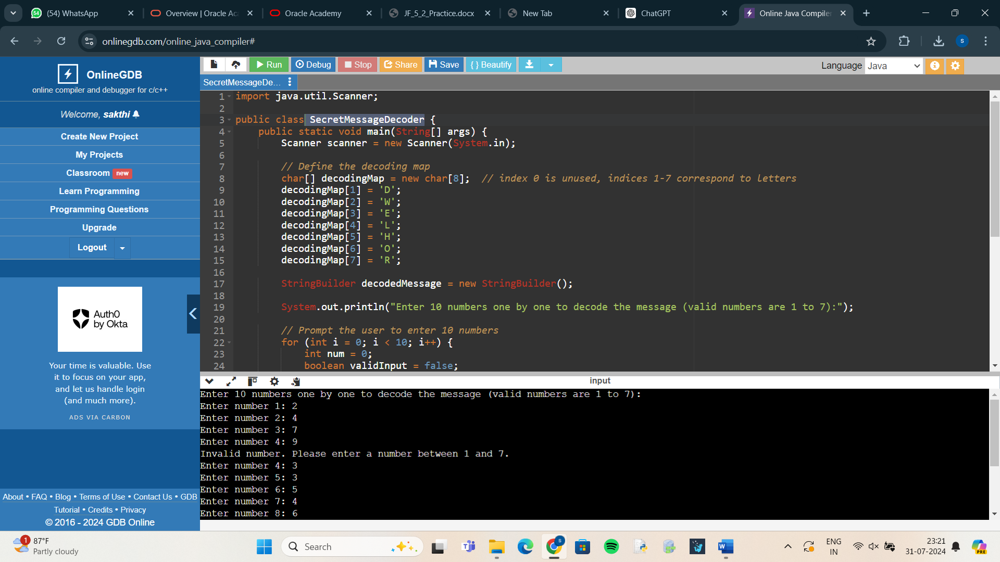 (54) WhatsApp
Overview | Oracle Aca
Oracle Academy
JF_5_2_Practice.docx
New Tab
ChatGPT
Online Java Compiler
onlinegdb.com/online_java_compiler#
S
OnlineGDB
online compiler and debugger for c/c++
Welcome, sakthi
Create New Project
My Projects
Classroom new
Learn Programming
Programming Questions
Upgrade
Logout
Auth0
by Okta
Your time is valuable. Use
it to focus on your app,
and let us handle login
(and much more).
ADS VIA CARBON
About • FAQ • Blog • Terms of Use • Contact Us • GDB
Tutorial • Credits • Privacy
© 2016 - 2024 GDB Online
Run Debug Stop Share Save { } Beautify
Language Java
SecretMessageDe...
1 import java.util.Scanner;
2
3 public class SecretMessageDecoder {
4 public static void main(String[] args) {
5 Scanner scanner = new Scanner(System.in);
6
7 // Define the decoding map
8 char[] decodingMap = new char[8];  // index 0 is unused, indices 1-7 correspond to letters
9 decodingMap[1] = 'D';
10 decodingMap[2] = 'W';
11 decodingMap[3] = 'E';
12 decodingMap[4] = 'L';
13 decodingMap[5] = 'H';
14 decodingMap[6] = 'O';
15 decodingMap[7] = 'R';
16
17 StringBuilder decodedMessage = new StringBuilder();
18
19 System.out.println("Enter 10 numbers one by one to decode the message (valid numbers are 1 to 7):");
20
21 // Prompt the user to enter 10 numbers
22 for (int i = 0; i < 10; i++) {
23 int num = 0;
24 boolean validInput = false;
input
Enter 10 numbers one by one to decode the message (valid numbers are 1 to 7):
Enter number 1: 2
Enter number 2: 4
Enter number 3: 7
Enter number 4: 9
Invalid number. Please enter a number between 1 and 7.
Enter number 4: 3
Enter number 5: 3
Enter number 6: 5
Enter number 7: 4
Enter number 8: 6
1
87°F
Partly cloudy
Search
ENG
IN
23:21
31-07-2024
PRE